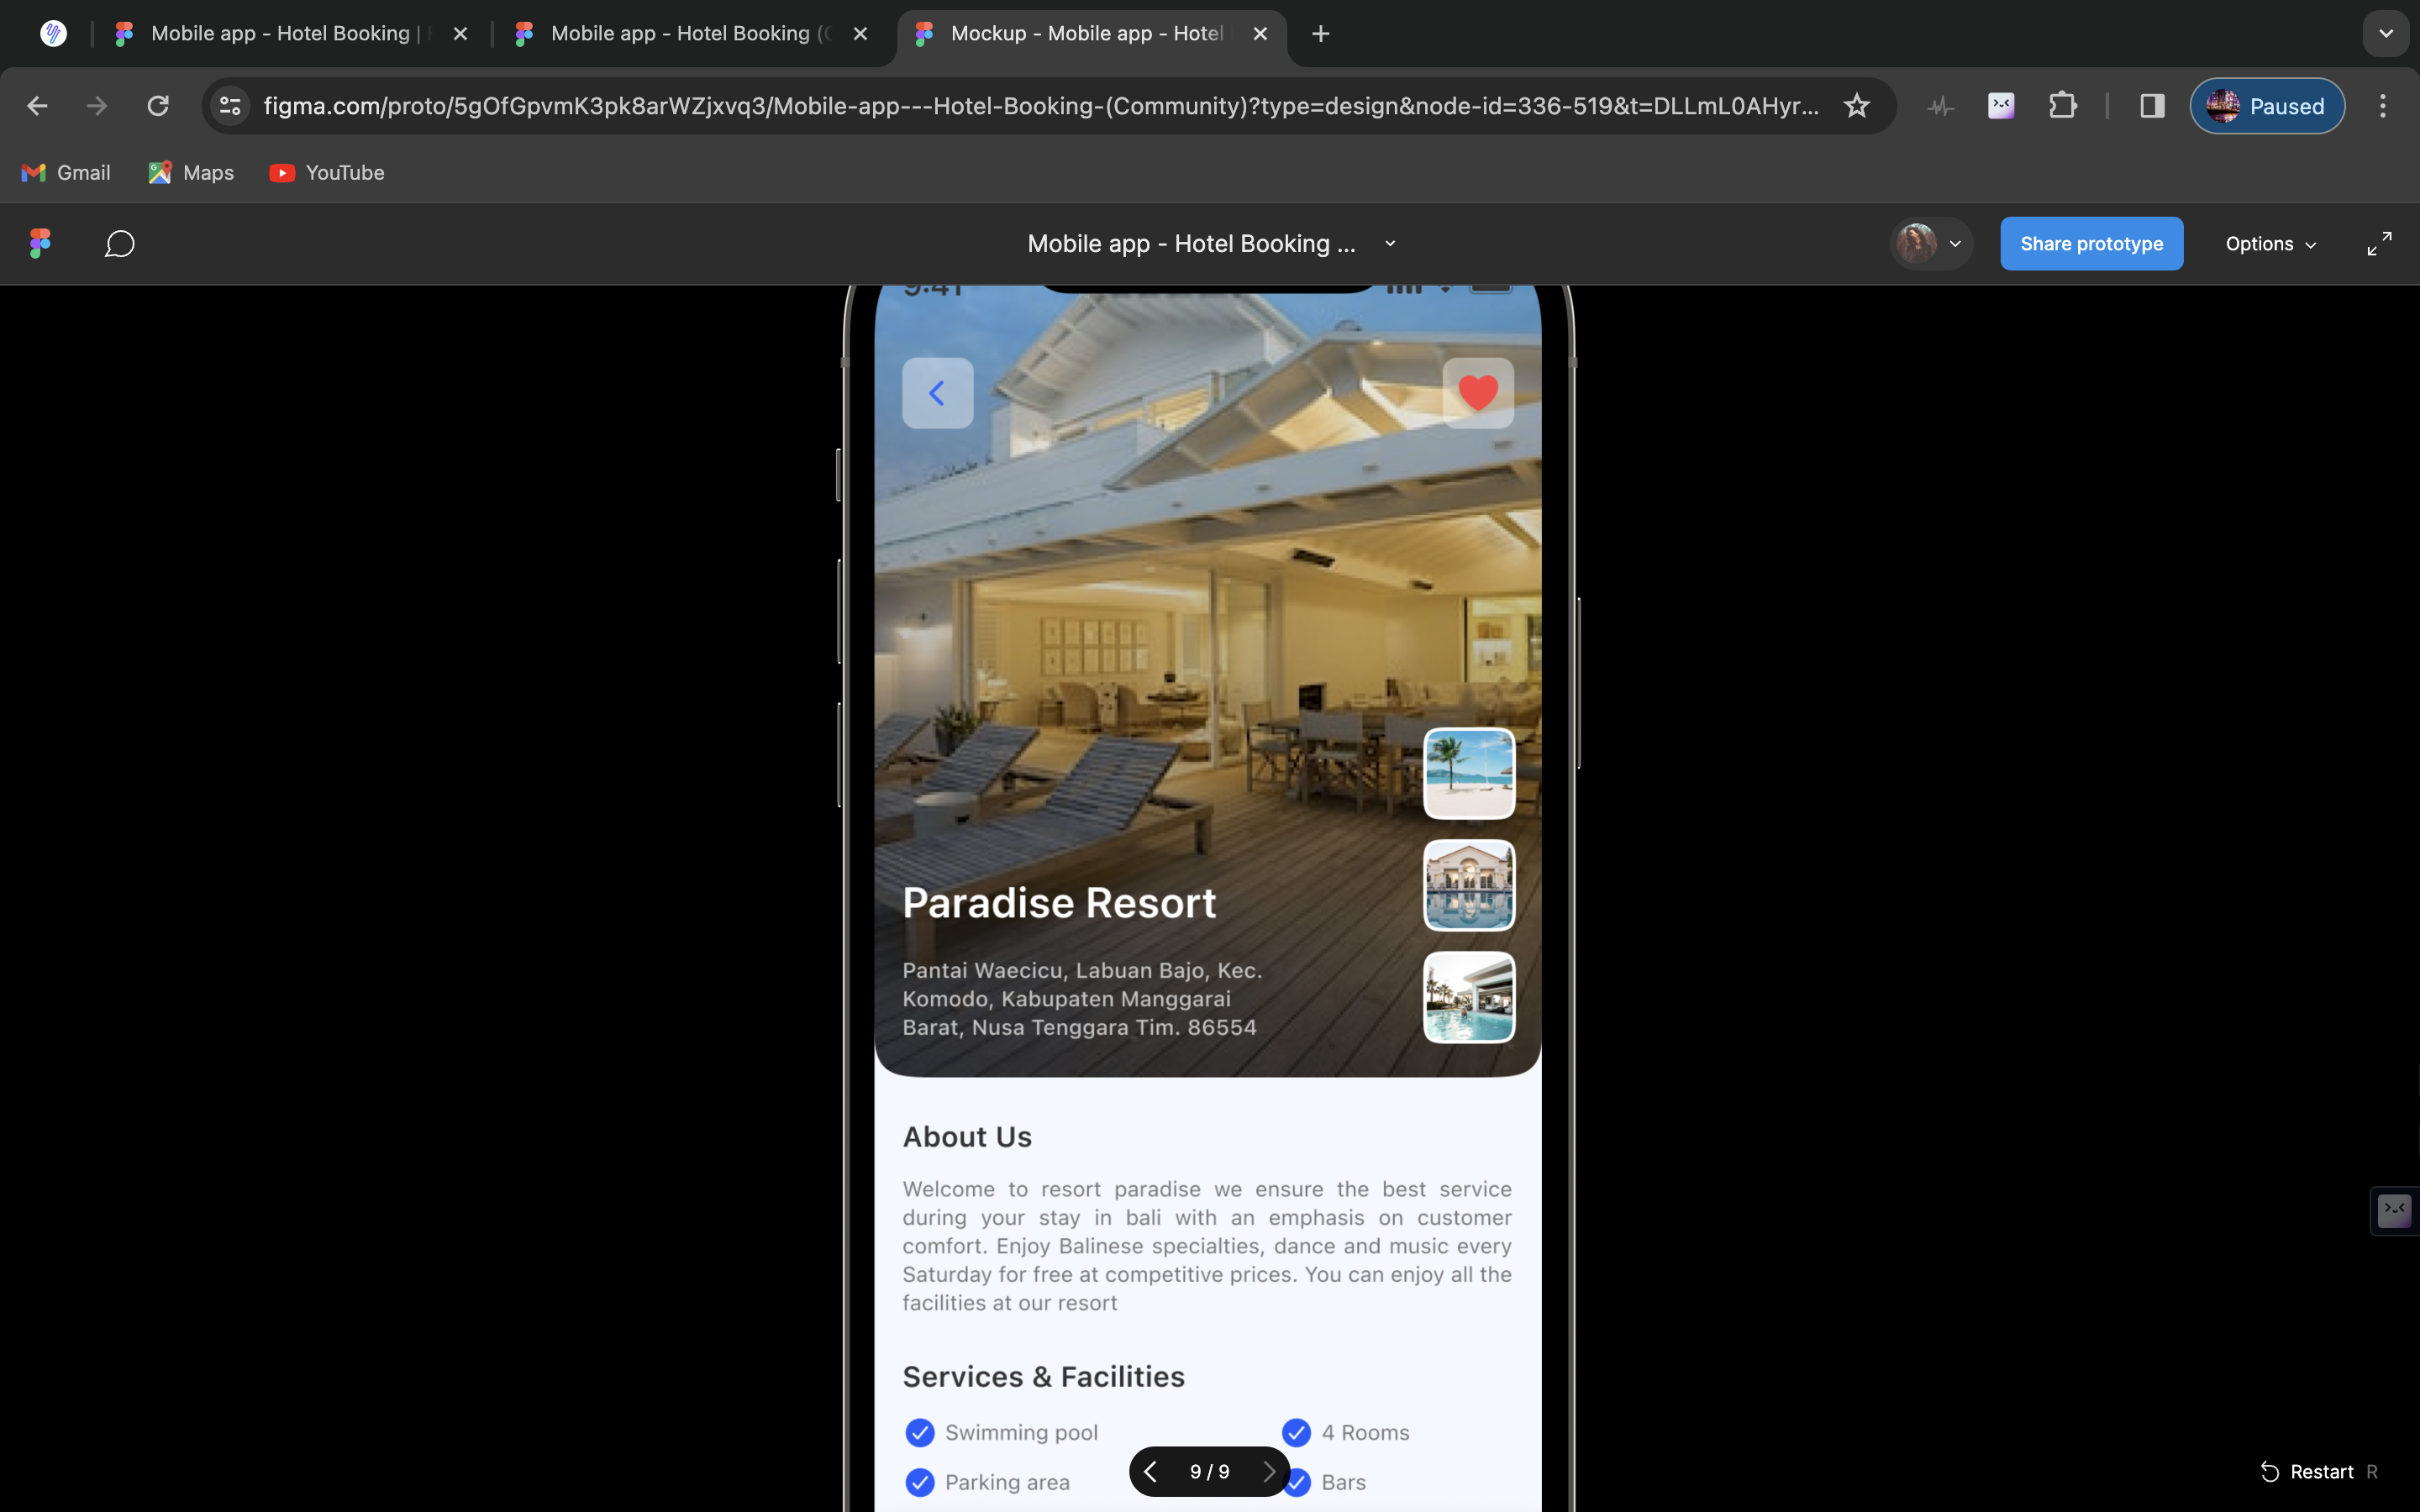 Mobile app - Hotel Booking |
Mobile app - Hotel Booking (
Mockup - Mobile app - Hotel
figma.com/proto/5gOfGpvmK3pk8arWZjxvq3/Mobile-app---Hotel-Booking-(Community)?type=design&node-id=336-519&t=DLLmL0AHyr...
Paused
Gmail
Maps
YouTube
Mobile app - Hotel Booking ...
Share prototype
Options
9:41
Paradise Resort
Pantai Waecicu, Labuan Bajo, Kec.
Komodo, Kabupaten Manggarai
Barat, Nusa Tenggara Tim. 86554
About Us
Welcome to resort paradise we ensure the best service
during your stay in bali with an emphasis on customer
comfort. Enjoy Balinese specialties, dance and music every
Saturday for free at competitive prices. You can enjoy all the
facilities at our resort
Services & Facilities
Swimming pool
4 Rooms
Parking area
Bars
9 / 9
Restart R